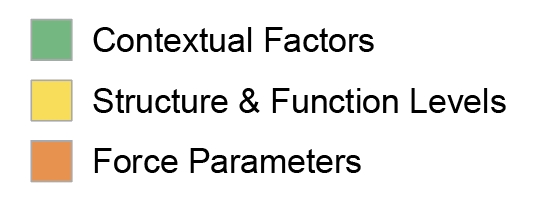 Contextual Factors
Structure & Function Levels
Force Parameters